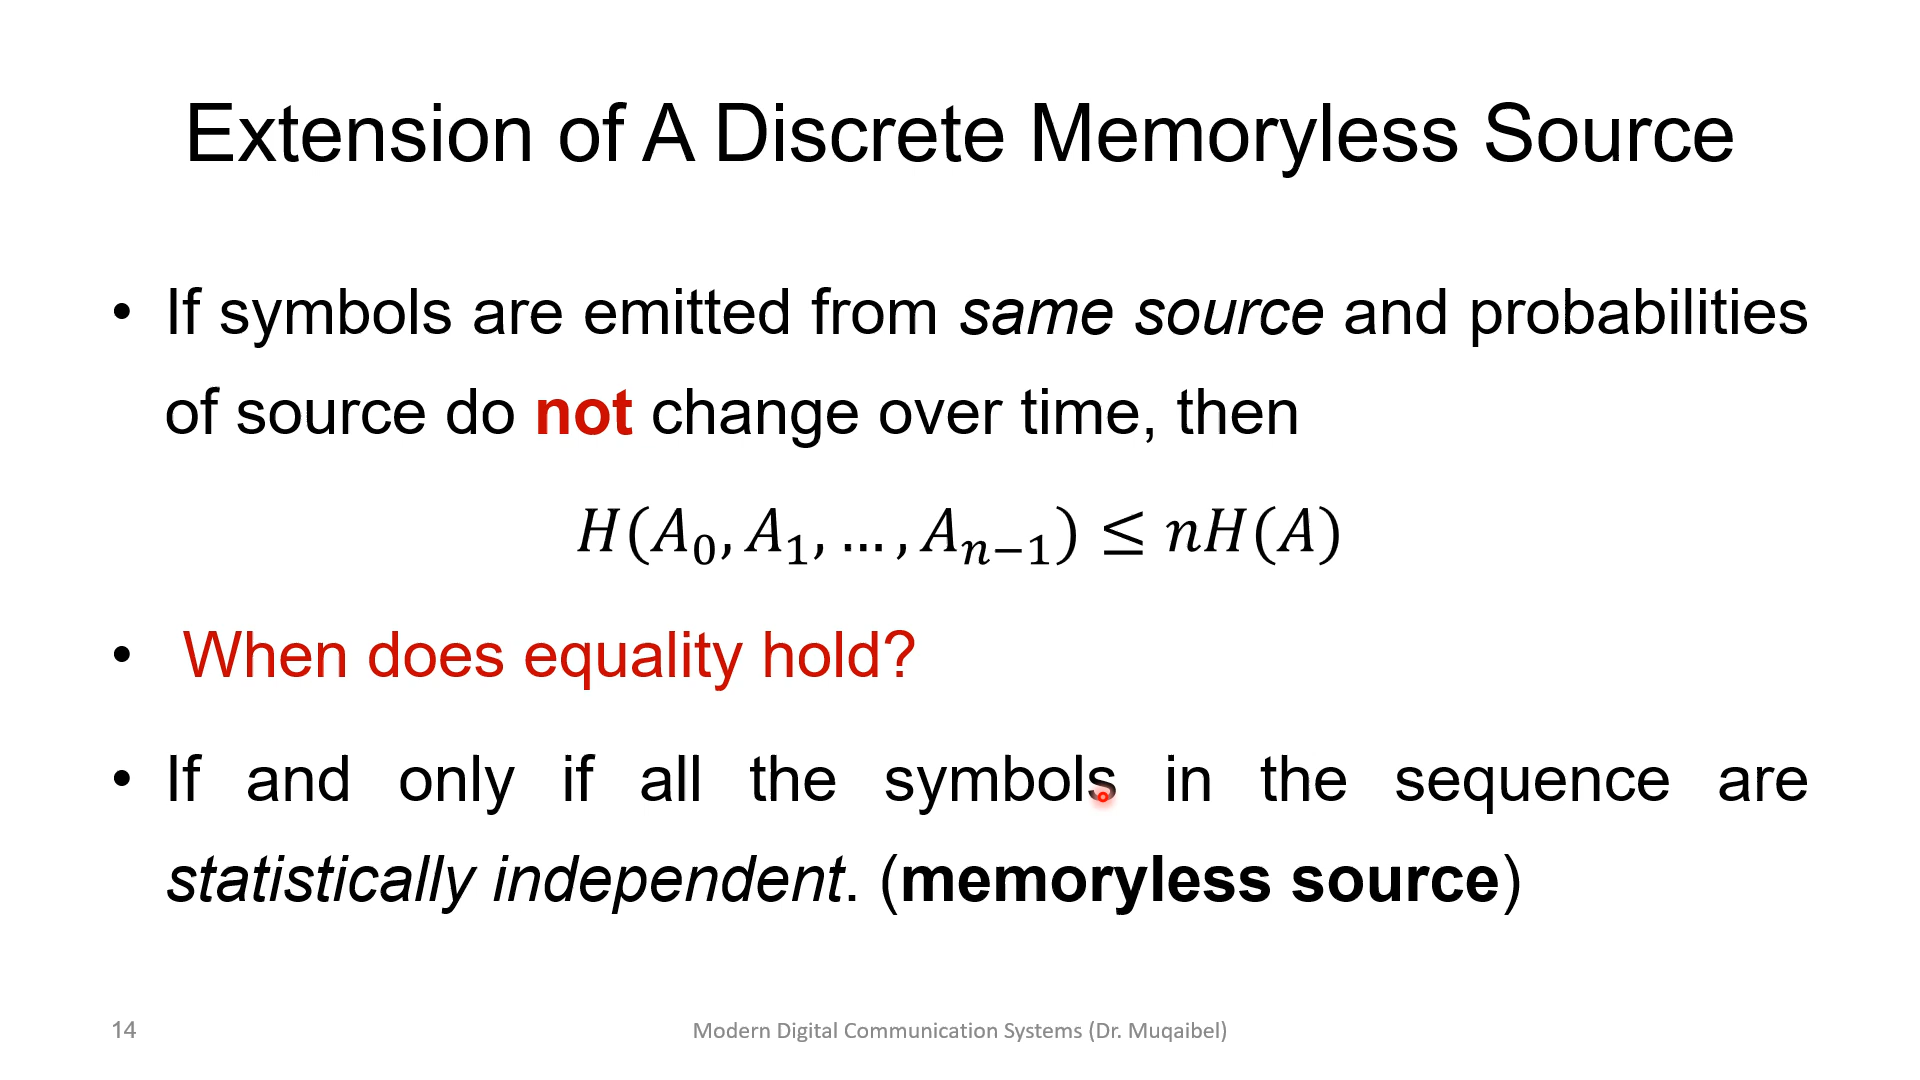 Extension of A Discrete Memoryless Source
• If symbols are emitted from same source and probabilities
of source do not change over time, then
𝐻(𝐴₀, 𝐴₁, … , 𝐴ₙ₋₁) ≤ 𝑛𝐻(𝐴)
• When does equality hold?
• If and only if all the symbols in the sequence are
statistically independent. (memoryless source)
14
Modern Digital Communication Systems (Dr. Muqaibel)